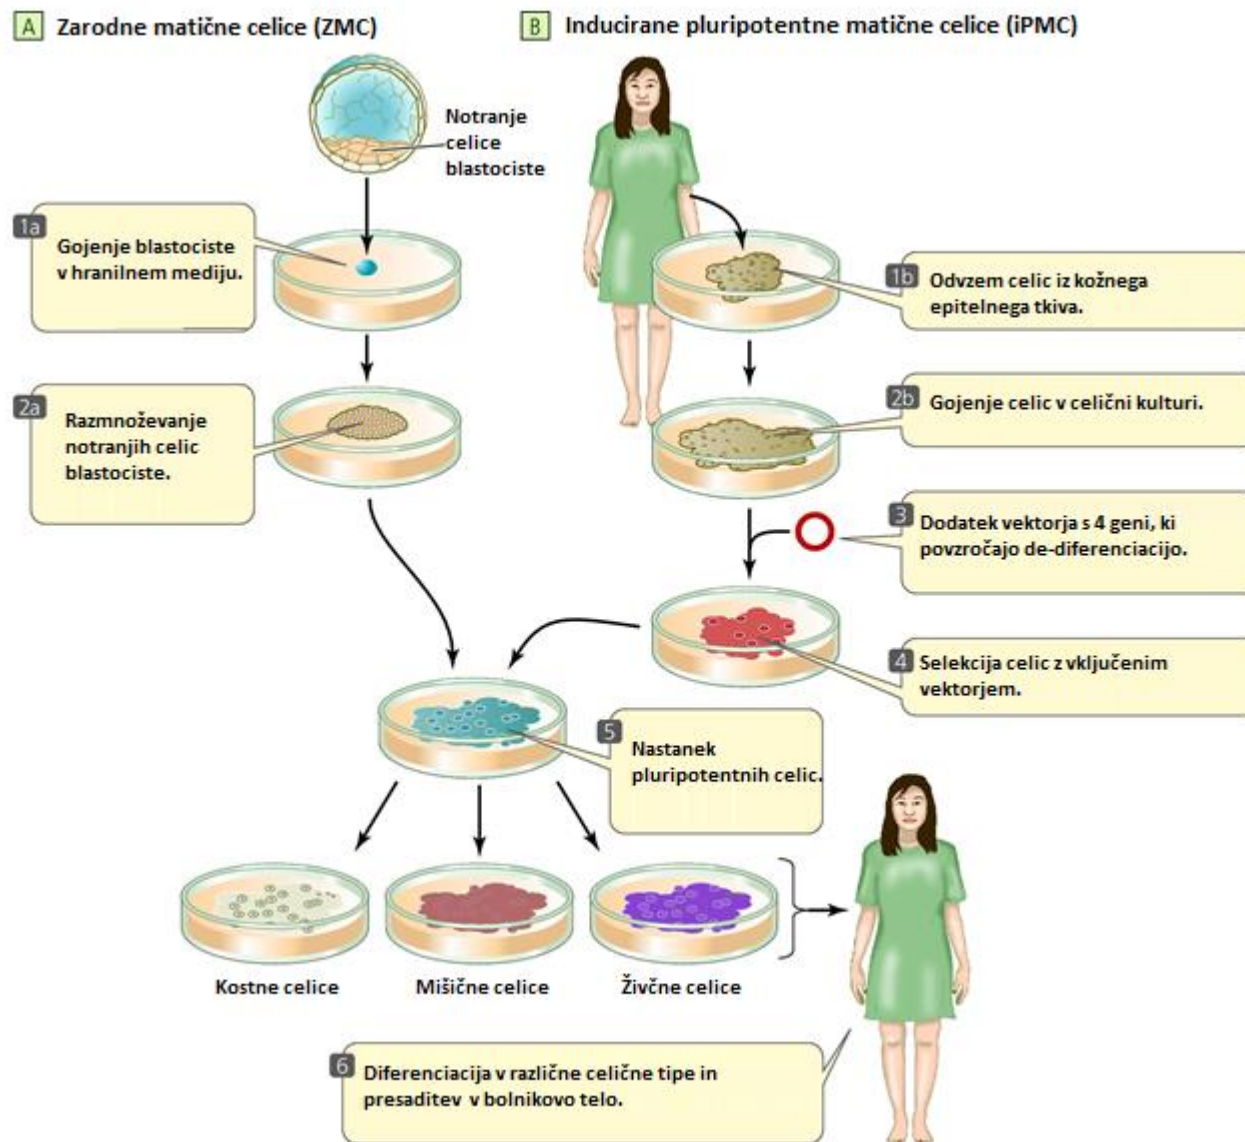 A Zarodne matične celice (ZMC)
B Inducirane pluripotentne matične celice (iPMC)
Notranje
celice
blastociste
1a
Gojenje blastociste
v hranilnem mediju.
1b
Odvzem celic iz kožnega
epitelnega tkiva.
2a
Razmnoževanje
notranjih celic
blastociste.
2b
Gojenje celic v celični kulturi.
3
Dodatek vektorja s 4 geni, ki
povzročajo de-diferenciacijo.
4
Selekcija celic z vključenim
vektorjem.
5
Nastanek
pluripotentnih celic.
Kostne celice
Mišične celice
Živčne celice
6
Diferenciacija v različne celične tipe in
presaditev v bolnikovo telo.